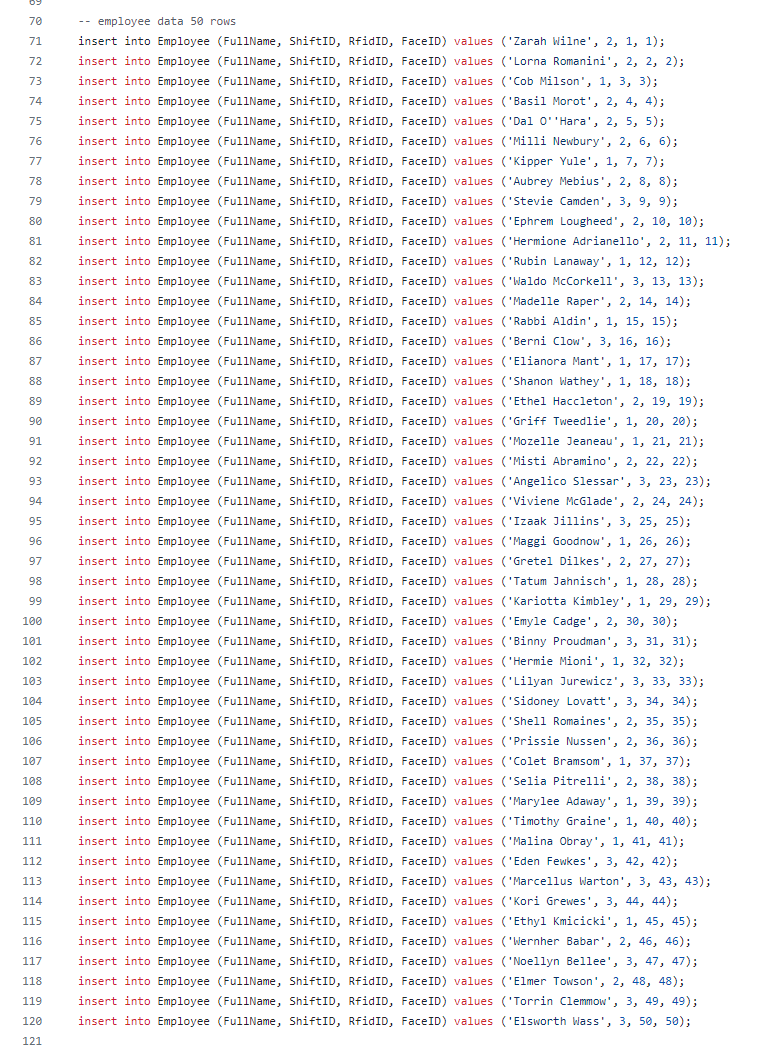 69
70 -- employee data 50 rows
71 insert into Employee (FullName, ShiftID, RfidID, FaceID) values ('Zarah Wilne', 2, 1, 1);
72 insert into Employee (FullName, ShiftID, RfidID, FaceID) values ('Lorna Romanini', 2, 2, 2);
73 insert into Employee (FullName, ShiftID, RfidID, FaceID) values ('Cob Milson', 1, 3, 3);
74 insert into Employee (FullName, ShiftID, RfidID, FaceID) values ('Basil Morot', 2, 4, 4);
75 insert into Employee (FullName, ShiftID, RfidID, FaceID) values ('Dal O''Hara', 2, 5, 5);
76 insert into Employee (FullName, ShiftID, RfidID, FaceID) values ('Milli Newbury', 2, 6, 6);
77 insert into Employee (FullName, ShiftID, RfidID, FaceID) values ('Kipper Yule', 1, 7, 7);
78 insert into Employee (FullName, ShiftID, RfidID, FaceID) values ('Aubrey Mebius', 2, 8, 8);
79 insert into Employee (FullName, ShiftID, RfidID, FaceID) values ('Stevie Camden', 3, 9, 9);
80 insert into Employee (FullName, ShiftID, RfidID, FaceID) values ('Ephrem Lougheed', 2, 10, 10);
81 insert into Employee (FullName, ShiftID, RfidID, FaceID) values ('Hermione Adrianello', 2, 11, 11);
82 insert into Employee (FullName, ShiftID, RfidID, FaceID) values ('Rubin Lanaway', 1, 12, 12);
83 insert into Employee (FullName, ShiftID, RfidID, FaceID) values ('Waldo McCorkell', 3, 13, 13);
84 insert into Employee (FullName, ShiftID, RfidID, FaceID) values ('Madelle Raper', 2, 14, 14);
85 insert into Employee (FullName, ShiftID, RfidID, FaceID) values ('Rabbi Aldin', 1, 15, 15);
86 insert into Employee (FullName, ShiftID, RfidID, FaceID) values ('Berni Clow', 3, 16, 16);
87 insert into Employee (FullName, ShiftID, RfidID, FaceID) values ('Elianora Mant', 1, 17, 17);
88 insert into Employee (FullName, ShiftID, RfidID, FaceID) values ('Shanon Wathey', 1, 18, 18);
89 insert into Employee (FullName, ShiftID, RfidID, FaceID) values ('Ethel Haccleton', 2, 19, 19);
90 insert into Employee (FullName, ShiftID, RfidID, FaceID) values ('Griff Tweedlie', 1, 20, 20);
91 insert into Employee (FullName, ShiftID, RfidID, FaceID) values ('Mozelle Jeaneau', 1, 21, 21);
92 insert into Employee (FullName, ShiftID, RfidID, FaceID) values ('Misti Abramino', 2, 22, 22);
93 insert into Employee (FullName, ShiftID, RfidID, FaceID) values ('Angelico Slessar', 3, 23, 23);
94 insert into Employee (FullName, ShiftID, RfidID, FaceID) values ('Viviene McGlade', 2, 24, 24);
95 insert into Employee (FullName, ShiftID, RfidID, FaceID) values ('Izaak Jillins', 3, 25, 25);
96 insert into Employee (FullName, ShiftID, RfidID, FaceID) values ('Maggi Goodnow', 1, 26, 26);
97 insert into Employee (FullName, ShiftID, RfidID, FaceID) values ('Gretel Dilkes', 2, 27, 27);
98 insert into Employee (FullName, ShiftID, RfidID, FaceID) values ('Tatum Jahnisch', 1, 28, 28);
99 insert into Employee (FullName, ShiftID, RfidID, FaceID) values ('Kariotta Kimbley', 1, 29, 29);
100 insert into Employee (FullName, ShiftID, RfidID, FaceID) values ('Emyle Cadge', 2, 30, 30);
101 insert into Employee (FullName, ShiftID, RfidID, FaceID) values ('Binny Proudman', 3, 31, 31);
102 insert into Employee (FullName, ShiftID, RfidID, FaceID) values ('Hermie Mioni', 1, 32, 32);
103 insert into Employee (FullName, ShiftID, RfidID, FaceID) values ('Lilyan Jurewicz', 3, 33, 33);
104 insert into Employee (FullName, ShiftID, RfidID, FaceID) values ('Sidoney Lovatt', 3, 34, 34);
105 insert into Employee (FullName, ShiftID, RfidID, FaceID) values ('Shell Romaines', 2, 35, 35);
106 insert into Employee (FullName, ShiftID, RfidID, FaceID) values ('Prissie Nussen', 2, 36, 36);
107 insert into Employee (FullName, ShiftID, RfidID, FaceID) values ('Colet Bramsom', 1, 37, 37);
108 insert into Employee (FullName, ShiftID, RfidID, FaceID) values ('Selia Pitrelli', 2, 38, 38);
109 insert into Employee (FullName, ShiftID, RfidID, FaceID) values ('Marylee Adaway', 1, 39, 39);
110 insert into Employee (FullName, ShiftID, RfidID, FaceID) values ('Timothy Graine', 1, 40, 40);
111 insert into Employee (FullName, ShiftID, RfidID, FaceID) values ('Malina Obray', 1, 41, 41);
112 insert into Employee (FullName, ShiftID, RfidID, FaceID) values ('Eden Fewkes', 3, 42, 42);
113 insert into Employee (FullName, ShiftID, RfidID, FaceID) values ('Marcellus Warton', 3, 43, 43);
114 insert into Employee (FullName, ShiftID, RfidID, FaceID) values ('Kori Grewes', 3, 44, 44);
115 insert into Employee (FullName, ShiftID, RfidID, FaceID) values ('Ethyl Kmicicki', 1, 45, 45);
116 insert into Employee (FullName, ShiftID, RfidID, FaceID) values ('Wernher Babar', 2, 46, 46);
117 insert into Employee (FullName, ShiftID, RfidID, FaceID) values ('Noellyn Bellee', 3, 47, 47);
118 insert into Employee (FullName, ShiftID, RfidID, FaceID) values ('Elmer Towson', 2, 48, 48);
119 insert into Employee (FullName, ShiftID, RfidID, FaceID) values ('Torrin Clemmow', 3, 49, 49);
120 insert into Employee (FullName, ShiftID, RfidID, FaceID) values ('Elsworth Wass', 3, 50, 50);
121